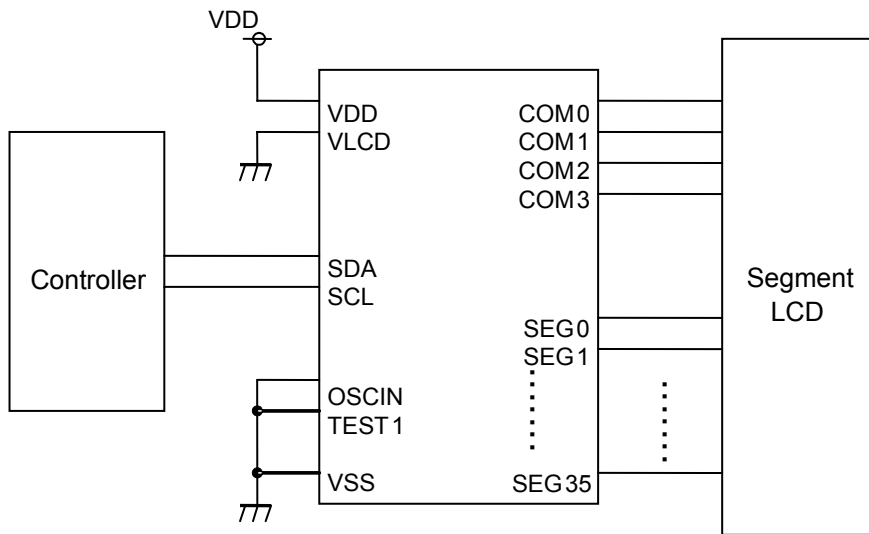 VDD
VDD
VLCD
SDA
SCL
OSCIN
TEST1
VSS
COM0
COM1
COM2
COM3
SEG0
SEG1
SEG35
Controller
Segment
LCD